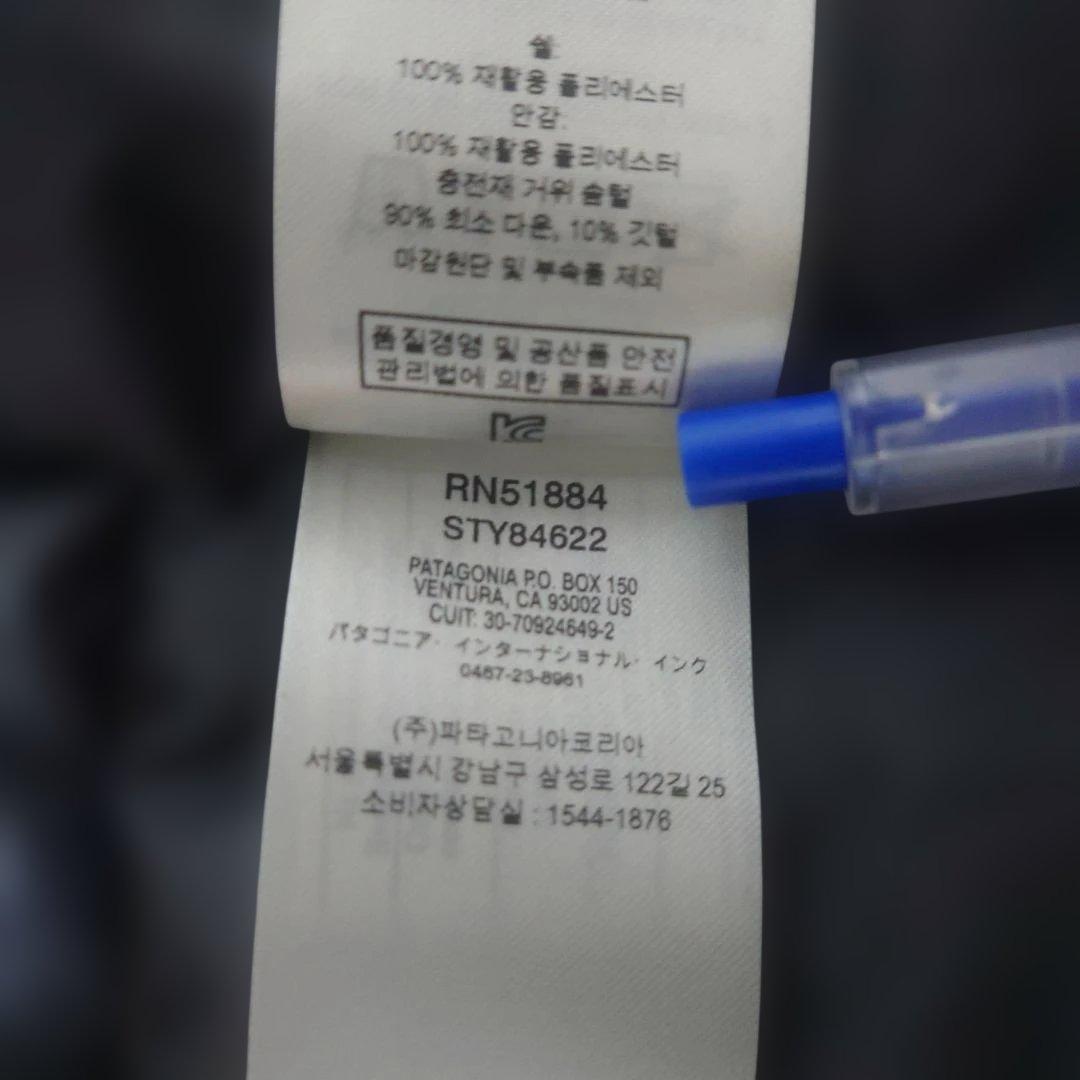 쉘:
100% 재활용 폴리에스터
안감:
100% 재활용 폴리에스터
충전재 거위 솜털
90% 최소 다운, 10% 깃털
마감원단 및 부속품 제외
품질경영 및 공산품 안전
관리법에 의한 품질표시
RN51884
STY84622
PATAGONIA P.O. BOX 150
VENTURA, CA 93002 US
CUIT: 30-70924649-2
パタゴニア・インターナショナル・インク
0467-23-8961
(주)파타고니아코리아
서울특별시 강남구 삼성로 122길 25
소비자상담실 : 1544-1876